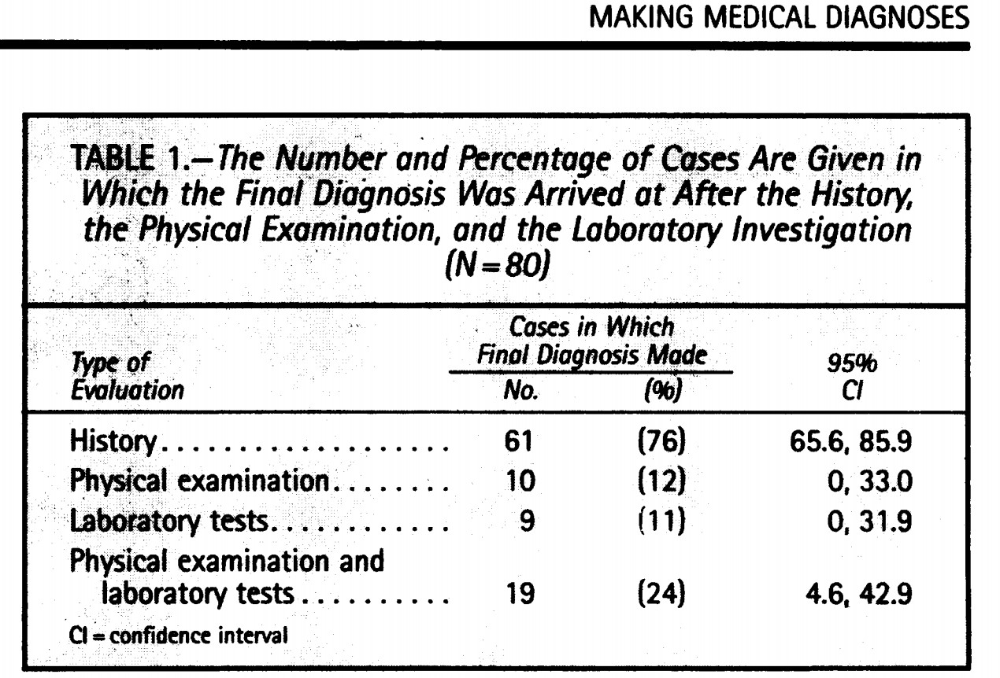 MAKING MEDICAL DIAGNOSES
TABLE 1.—The Number and Percentage of Cases Are Given in
Which the Final Diagnosis Was Arrived at After the History,
the Physical Examination, and the Laboratory Investigation
(N=80)
Cases in Which
Type of Final Diagnosis Made 95%
Evaluation No. (%) CI
History.................... 61 (76) 65.6, 85.9
Physical examination........ 10 (12) 0, 33.0
Laboratory tests............ 9 (11) 0, 31.9
Physical examination and
laboratory tests.......... 19 (24) 4.6, 42.9
CI = confidence interval